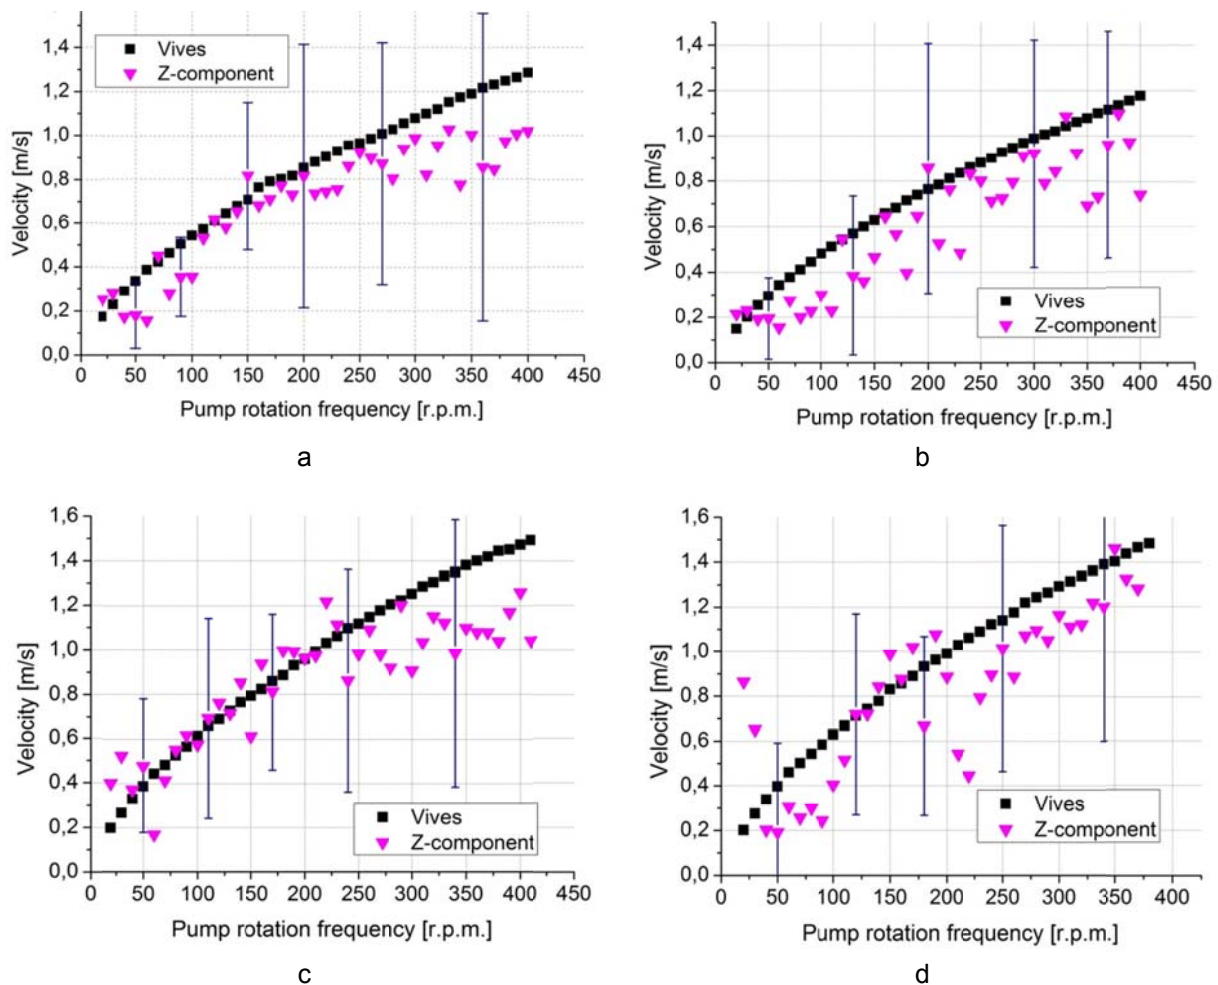 1,4
1,2
1,0
0,8
0,6
0,4
0,2
0,0
Velocity [m/s]
Vives
Z-component
0 50 100 150 200 250 300 350 400 450
Pump rotation frequency [r.p.m.]
a
1,4
1,2
1,0
0,8
0,6
0,4
0,2
0,0
Velocity [m/s]
Vives
Z-component
0 50 100 150 200 250 300 350 400 450
Pump rotation frequency [r.p.m.]
b
1,6
1,4
1,2
1,0
0,8
0,6
0,4
0,2
0,0
Velocity [m/s]
Vives
Z-component
0 50 100 150 200 250 300 350 400 450
Pump rotation frequency [r.p.m.]
c
1,6
1,4
1,2
1,0
0,8
0,6
0,4
0,2
0,0
Velocity [m/s]
Vives
Z-component
0 50 100 150 200 250 300 350 400
Pump rotation frequency [r.p.m.]
d